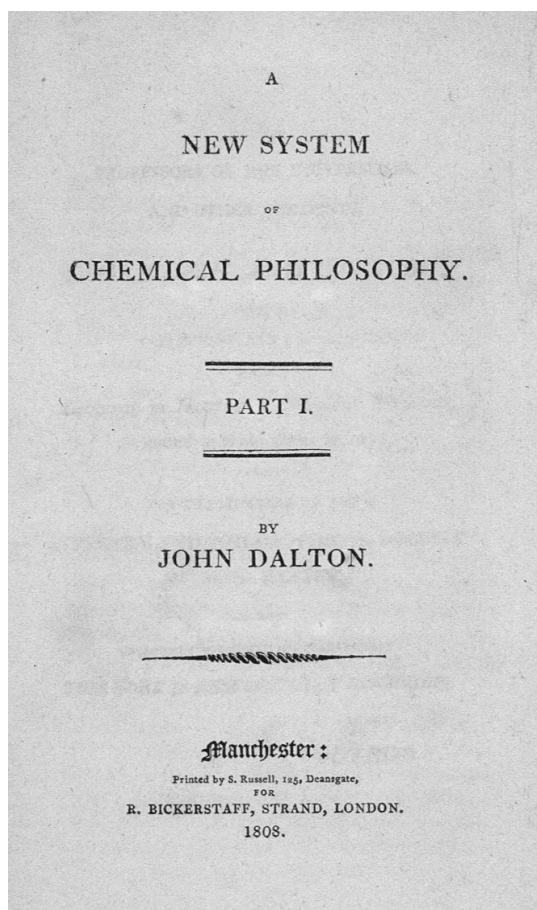 A
NEW SYSTEM
OF
CHEMICAL PHILOSOPHY.
PART I.
BY
JOHN DALTON.
Manchester:
Printed by S. Russell, 125, Deansgate,
FOR
R. BICKERSTAFF, STRAND, LONDON.
1808.